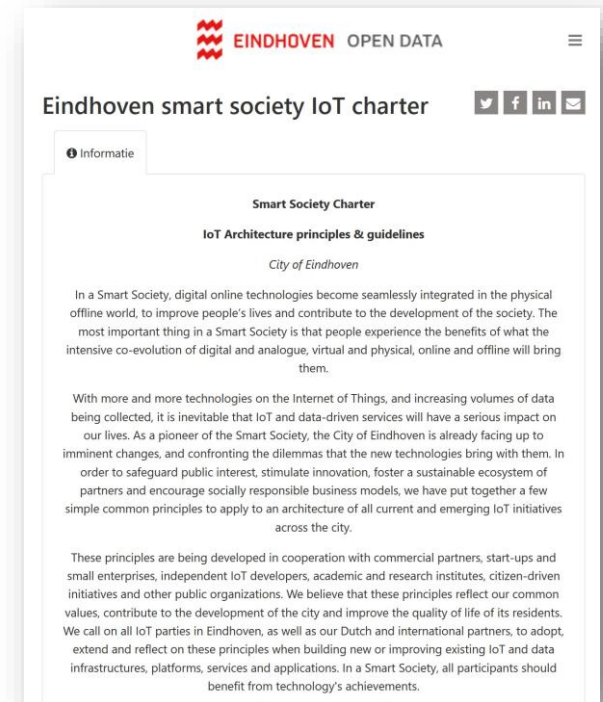 EINDHOVEN OPEN DATA
Eindhoven smart society IoT charter
Informatie
Smart Society Charter
IoT Architecture principles & guidelines
City of Eindhoven
In a Smart Society, digital online technologies become seamlessly integrated in the physical
offline world, to improve people's lives and contribute to the development of the society. The
most important thing in a Smart Society is that people experience the benefits of what the
intensive co-evolution of digital and analogue, virtual and physical, online and offline will bring
them.
With more and more technologies on the Internet of Things, and increasing volumes of data
being collected, it is inevitable that IoT and data-driven services will have a serious impact on
our lives. As a pioneer of the Smart Society, the City of Eindhoven is already facing up to
imminent changes, and confronting the dilemmas that the new technologies bring with them. In
order to safeguard public interest, stimulate innovation, foster a sustainable ecosystem of
partners and encourage socially responsible business models, we have put together a few
simple common principles to apply to an architecture of all current and emerging IoT initiatives
across the city.
These principles are being developed in cooperation with commercial partners, start-ups and
small enterprises, independent IoT developers, academic and research institutes, citizen-driven
initiatives and other public organizations. We believe that these principles reflect our common
values, contribute to the development of the city and improve the quality of life of its residents.
We call on all IoT parties in Eindhoven, as well as our Dutch and international partners, to adopt,
extend and reflect on these principles when building new or improving existing IoT and data
infrastructures, platforms, services and applications. In a Smart Society, all participants should
benefit from technology's achievements.